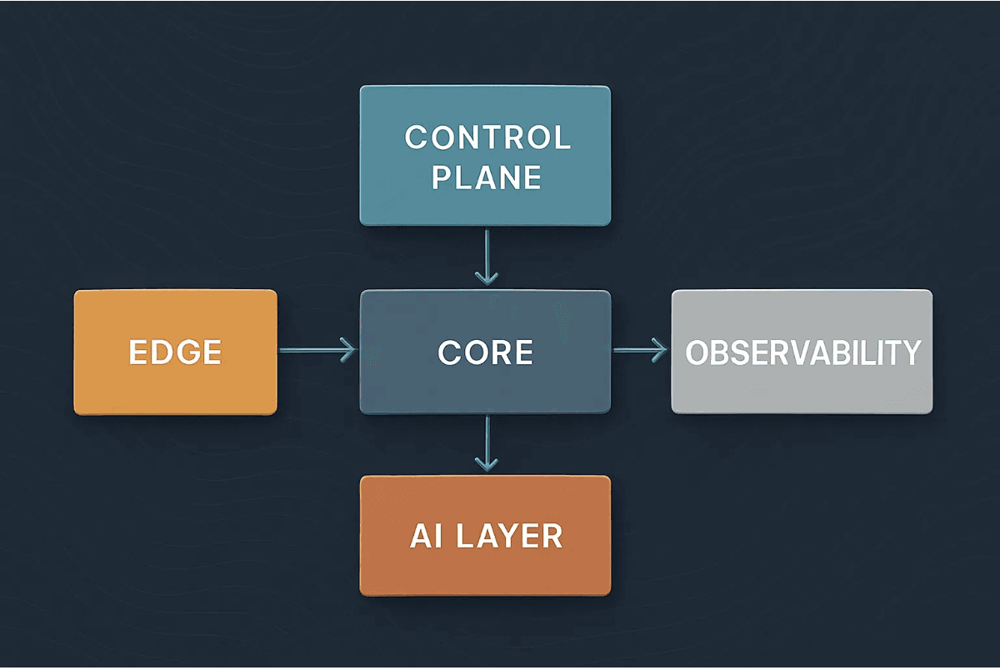 CONTROL
PLANE
EDGE
CORE
OBSERVABILITY
AI LAYER